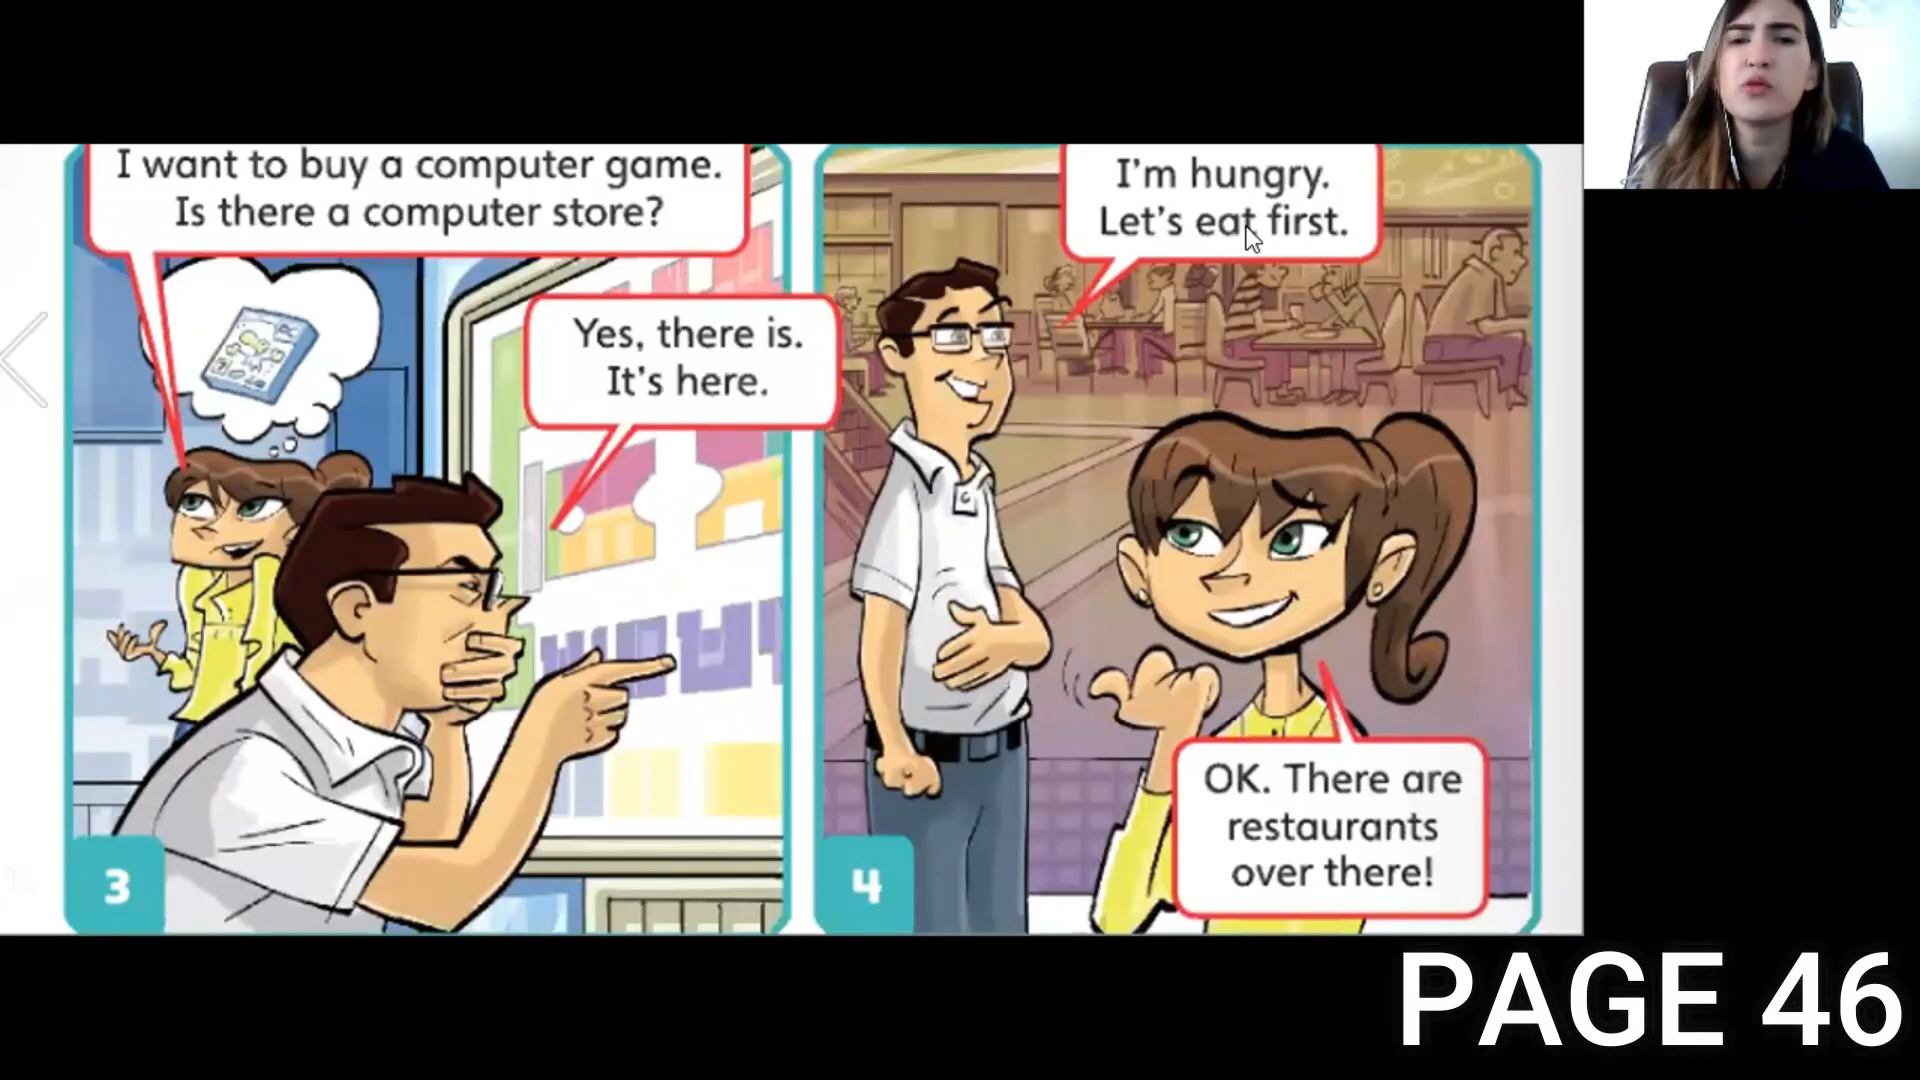 I want to buy a computer game.
Is there a computer store?
Yes, there is.
It's here.
3
I'm hungry.
Let's eat first.
OK. There are
restaurants
over there!
4
PAGE 46